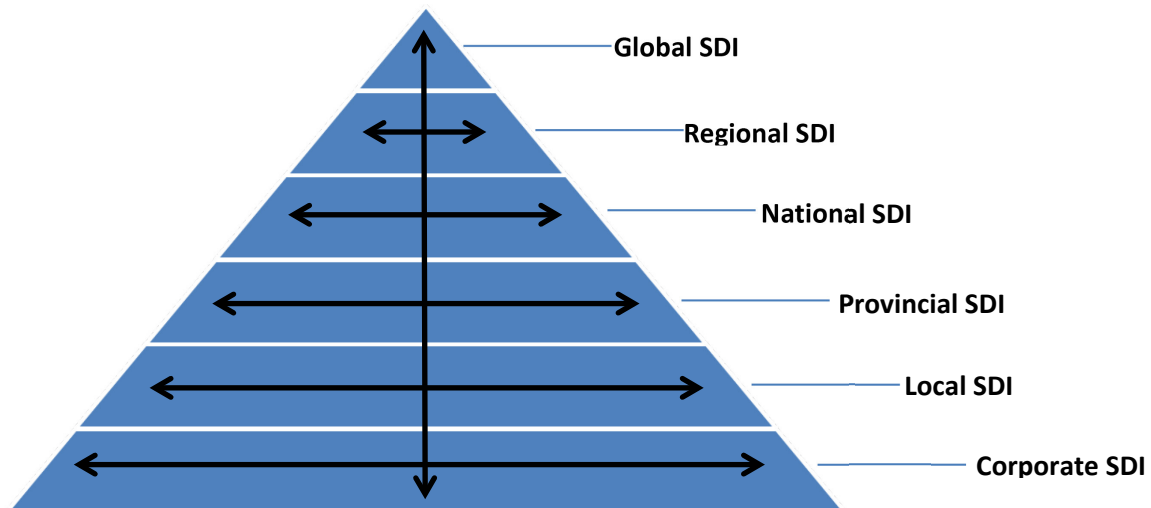 Global SDI
Regional SDI
National SDI
Provincial SDI
Local SDI
Corporate SDI